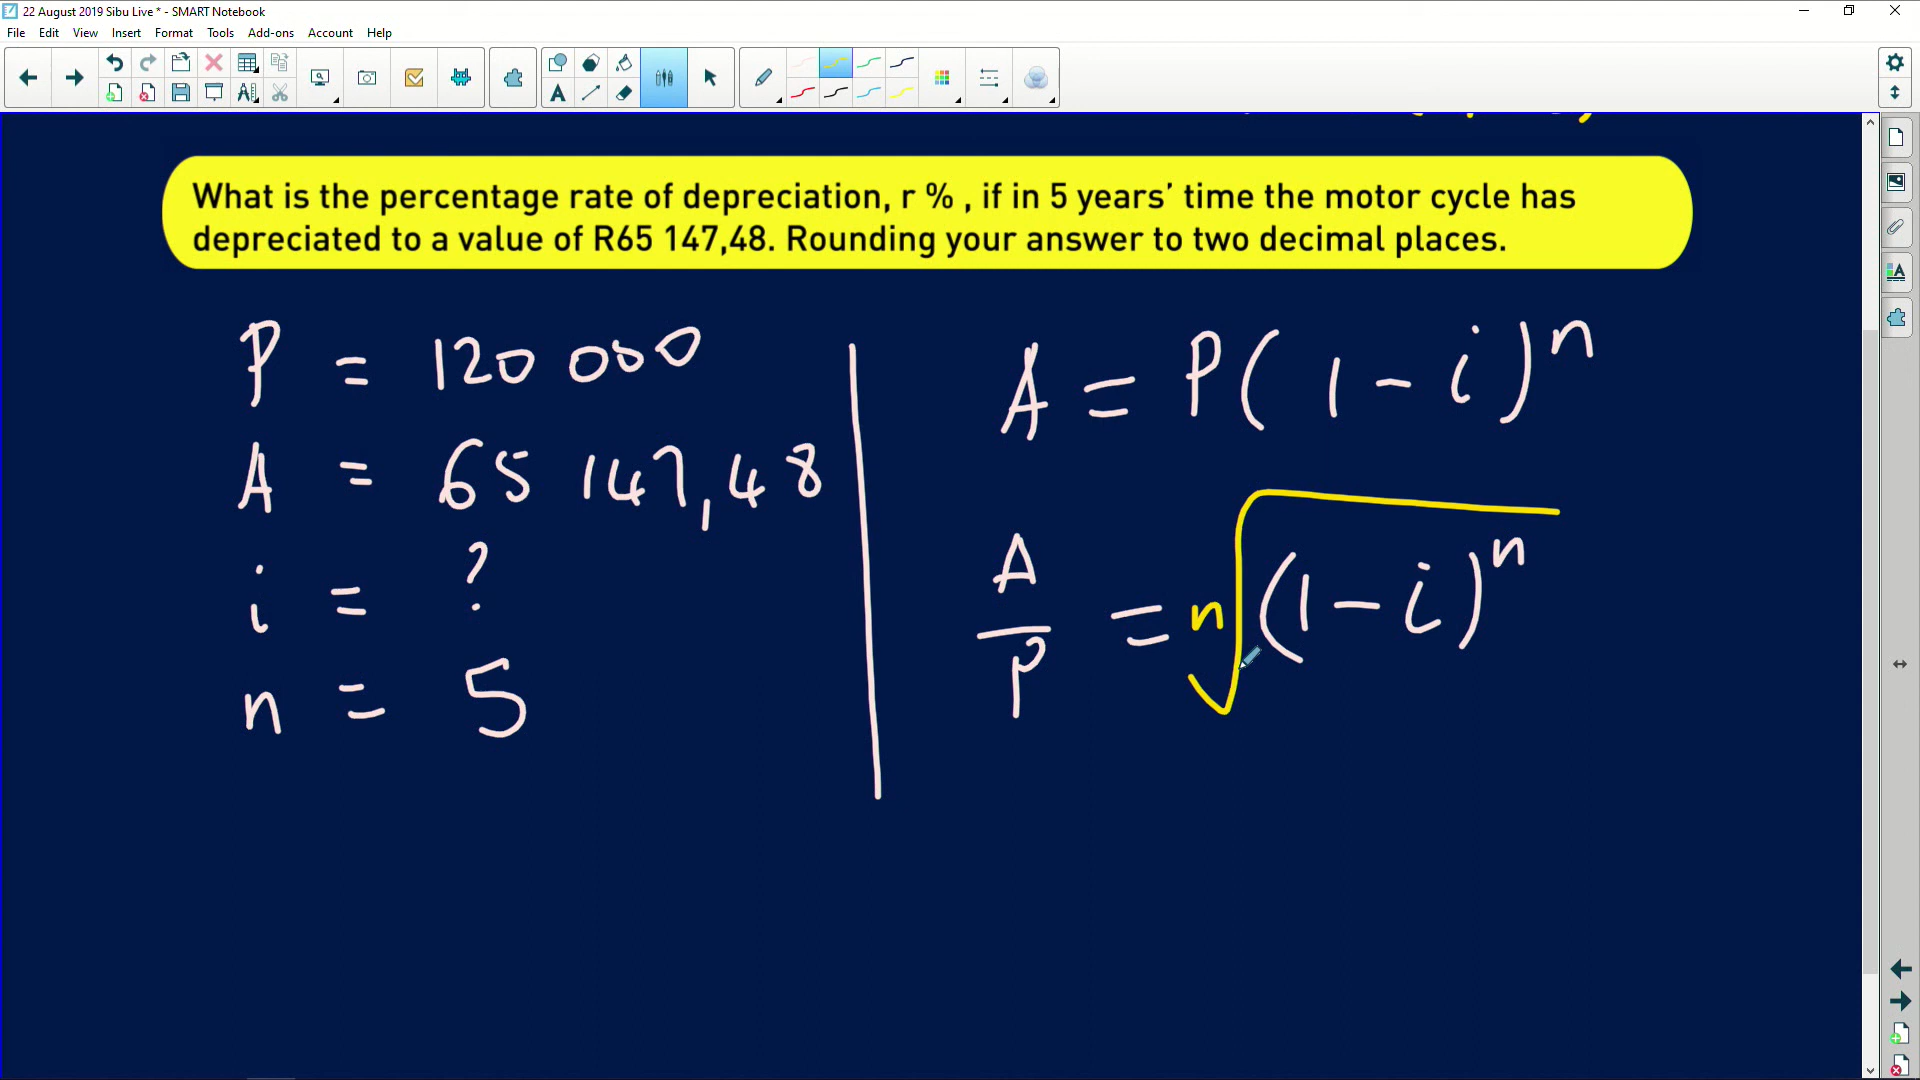 22 August 2019 Sibu Live * - SMART Notebook
File Edit View Insert Format Tools Add-ons Account Help
What is the percentage rate of depreciation, r % , if in 5 years’ time the motor cycle has
depreciated to a value of R65 147,48. Rounding your answer to two decimal places.
P = 120 000
A = 65 147,48
i = ?
n = 5
A = P(1 - i)^n
A/P = n√(1 - i)^n